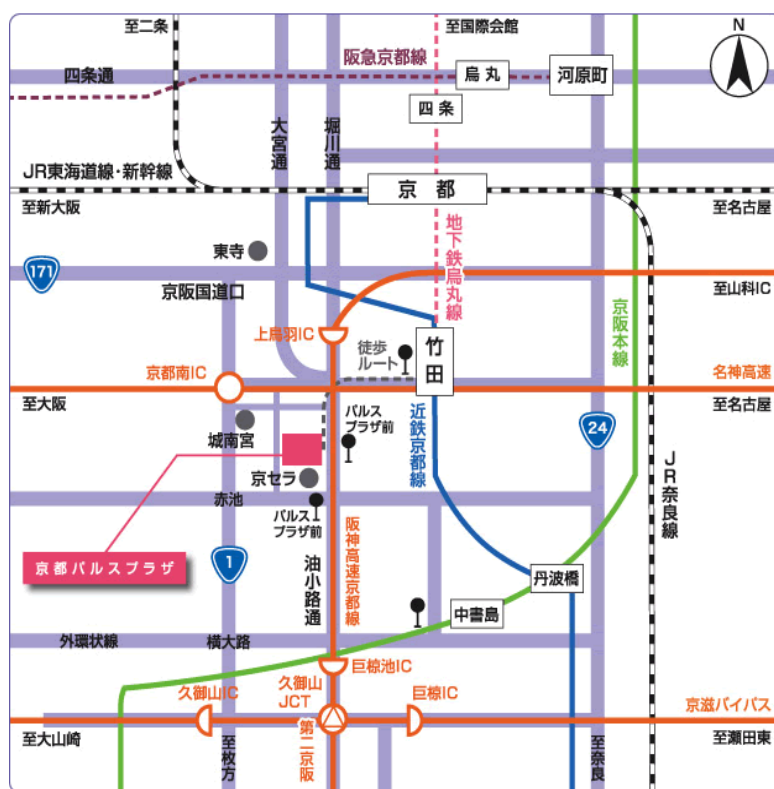 至二条
至国際会館
N
阪急京都線
四条通
烏丸
河原町
四条
大宮通
堀川通
JR東海道線・新幹線
京都
至新大阪
至名古屋
地下鉄烏丸線
東寺
171
京阪国道口
至山科IC
京阪本線
上鳥羽IC
徒歩
ルート
竹田
京都南IC
名神高速
至大阪
至名古屋
近鉄京都線
パルス
プラザ前
24
城南宮
JR奈良線
京セラ
赤池
パルス
プラザ前
阪神高速京都線
京都パルスプラザ
1
油小路通
丹波橋
中書島
外環状線
横大路
巨椋池IC
久御山IC
久御山
JCT
巨椋IC
京滋バイパス
至大山崎
至枚方
第二京阪
至奈良
至瀬田東